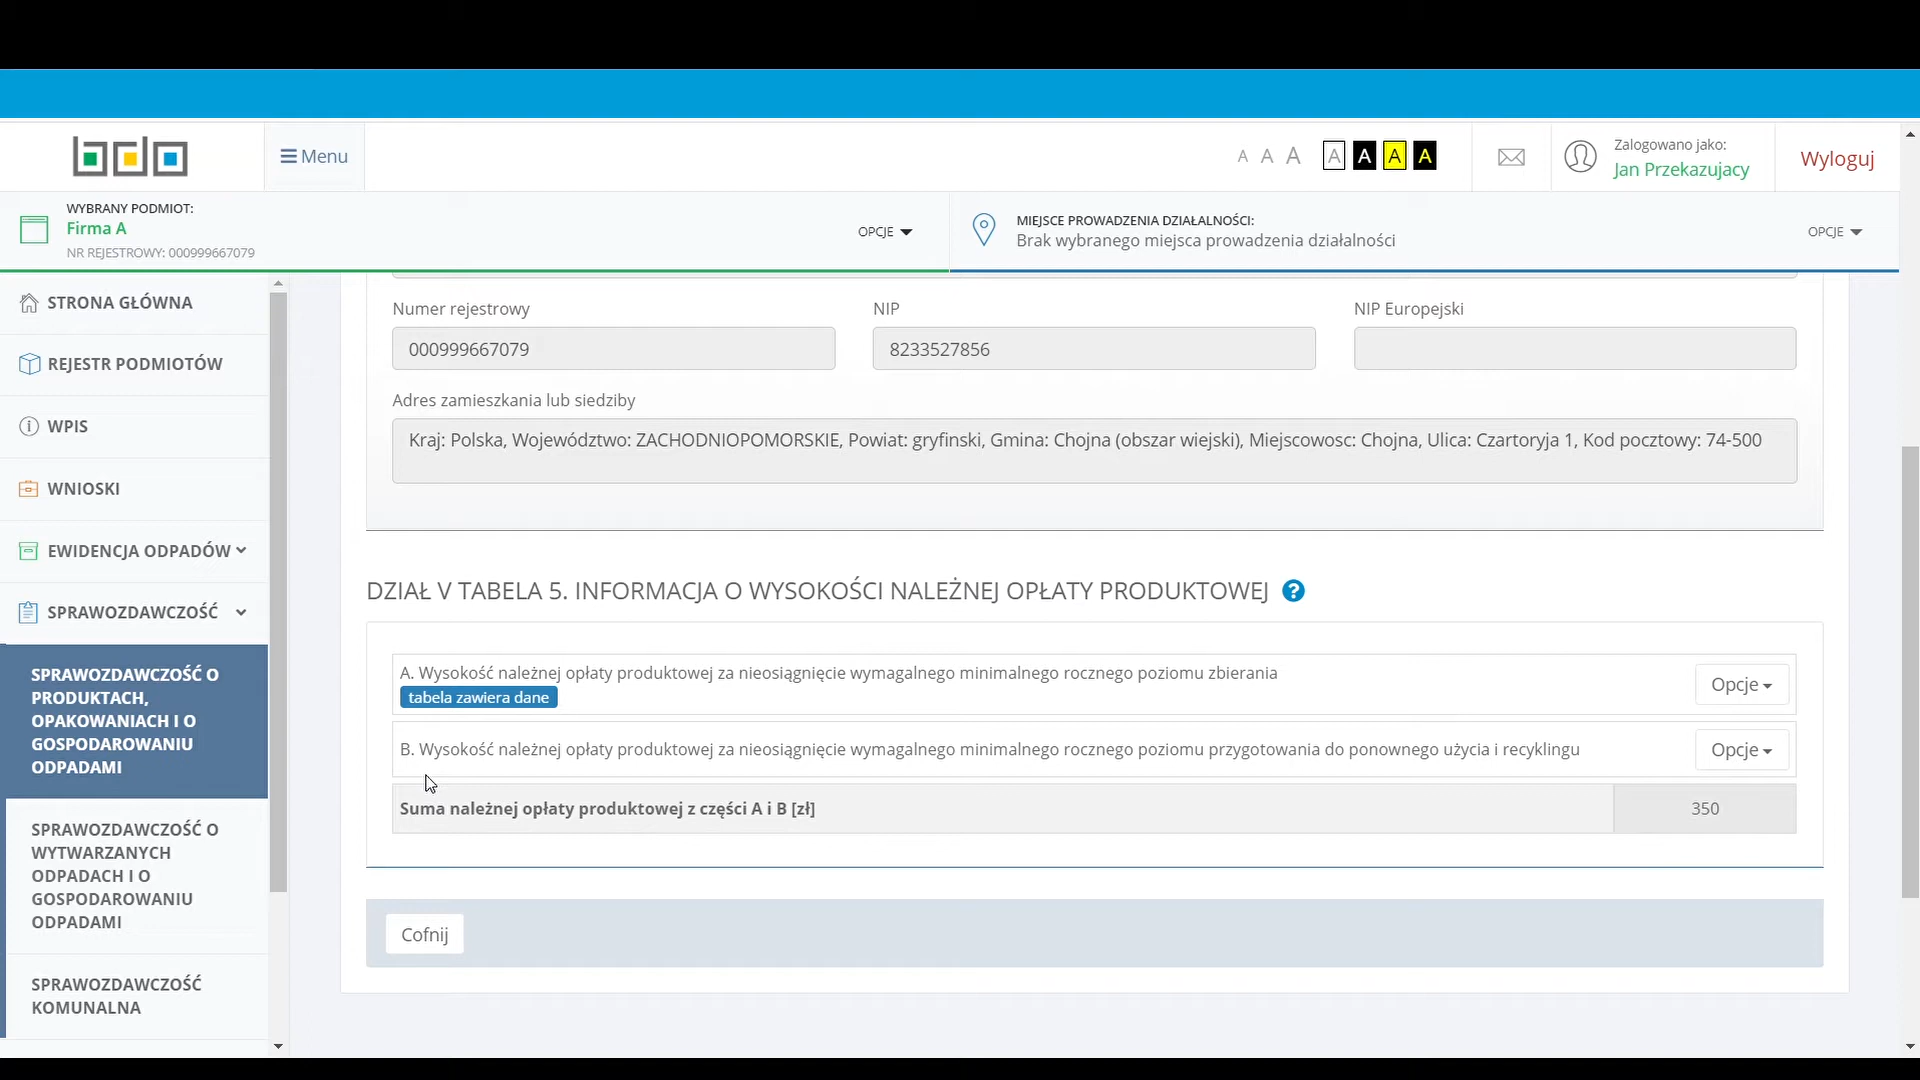 bdo
Menu
A A A A A A A
Zalogowano jako:
Jan Przekazujacy
Wyloguj
WYBRANY PODMIOT:
Firma A
NR REJESTROWY: 000999667079
OPCJE
MIEJSCE PROWADZENIA DZIAŁALNOŚCI:
Brak wybranego miejsca prowadzenia działalności
OPCJE
STRONA GŁÓWNA
REJESTR PODMIOTÓW
WPIS
WNIOSKI
EWIDENCJA ODPADÓW
SPRAWOZDAWCZOŚĆ
SPRAWOZDAWCZOŚĆ O
PRODUKTACH,
OPAKOWANIACH I O
GOSPODAROWANIU
ODPADAMI
SPRAWOZDAWCZOŚĆ O
WYTWARZANYCH
ODPADACH I O
GOSPODAROWANIU
ODPADAMI
SPRAWOZDAWCZOŚĆ
KOMUNALNA
Numer rejestrowy
NIP
NIP Europejski
000999667079
8233527856
Adres zamieszkania lub siedziby
Kraj: Polska, Województwo: ZACHODNIOPOMORSKIE, Powiat: gryfinski, Gmina: Chojna (obszar wiejski), Miejscowosc: Chojna, Ulica: Czartoryja 1, Kod pocztowy: 74-500
DZIAŁ V TABELA 5. INFORMACJA O WYSOKOŚCI NALEŻNEJ OPŁATY PRODUKTOWEJ ?
A. Wysokość należnej opłaty produktowej za nieosiągnięcie wymagalnego minimalnego rocznego poziomu zbierania
tabela zawiera dane
Opcje
B. Wysokość należnej opłaty produktowej za nieosiągnięcie wymagalnego minimalnego rocznego poziomu przygotowania do ponownego użycia i recyklingu
Opcje
Suma należnej opłaty produktowej z części A i B [zł]
350
Cofnij